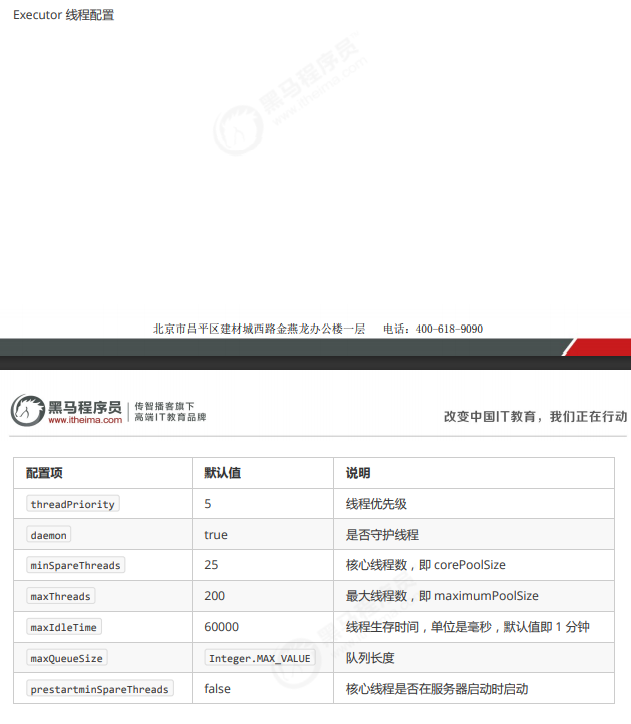 Executor 线程配置
黑马程序员
www.itheima.com
北京市昌平区建材城西路金燕龙办公楼一层 电话：400-618-9090
黑马程序员 传智播客旗下
www.itheima.com 高端IT教育品牌
改变中国IT教育，我们正在行动
配置项 默认值 说明
threadPriority 5 线程优先级
daemon true 是否守护线程
minSpareThreads 25 核心线程数，即 corePoolSize
maxThreads 200 最大线程数，即 maximumPoolSize
maxIdleTime 60000 线程生存时间，单位是毫秒，默认值即 1 分钟
maxQueueSize Integer.MAX_VALUE 队列长度
prestartminSpareThreads false 核心线程是否在服务器启动时启动